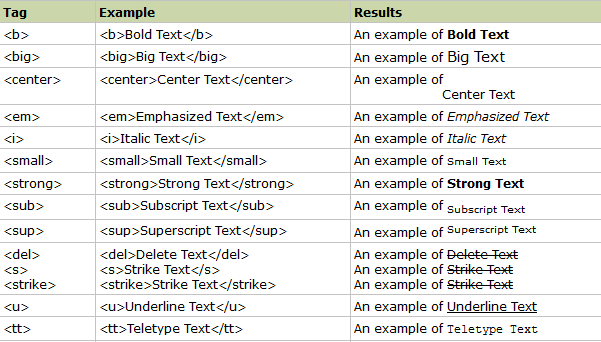 Tag Example Results
<b> <b>Bold Text</b> An example of Bold Text
<big> <big>Big Text</big> An example of Big Text
<center> <center>Center Text</center> An example of
Center Text
<em> <em>Emphasized Text</em> An example of Emphasized Text
<i> <i>Italic Text</i> An example of Italic Text
<small> <small>Small Text</small> An example of Small Text
<strong> <strong>Strong Text</strong> An example of Strong Text
<sub> <sub>Subscript Text</sub> An example of Subscript Text
<sup> <sup>Superscript Text</sup> An example of Superscript Text
<del> <del>Delete Text</del> An example of Delete Text
<s> <s>Strike Text</s> An example of Strike Text
<strike> <strike>Strike Text</strike> An example of Strike Text
<u> <u>Underline Text</u> An example of Underline Text
<tt> <tt>Teletype Text</tt> An example of Teletype Text